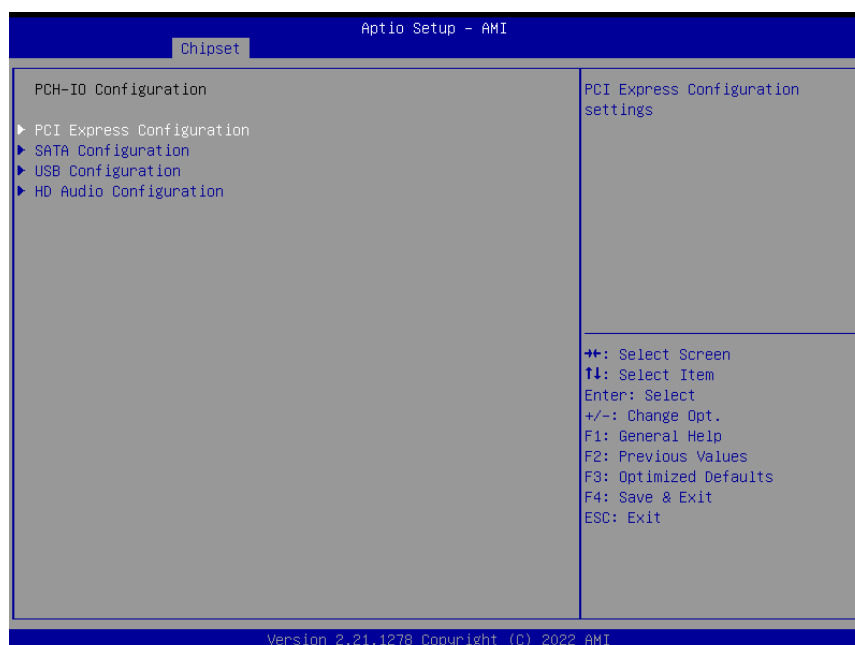 Aptio Setup - AMI
Chipset
PCH-IO Configuration
PCI Express Configuration
SATA Configuration
USB Configuration
HD Audio Configuration
PCI Express Configuration
settings
→←: Select Screen
↑↓: Select Item
Enter: Select
+/-: Change Opt.
F1: General Help
F2: Previous Values
F3: Optimized Defaults
F4: Save & Exit
ESC: Exit
Version 2.21.1278 Copyright (C) 2022 AMI